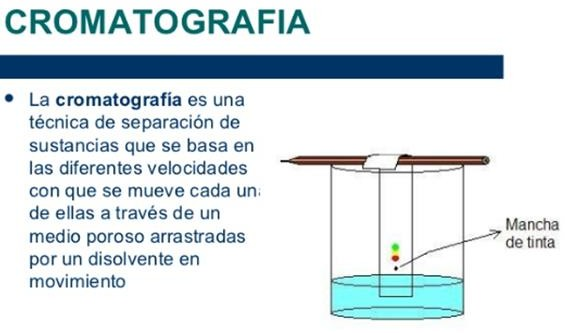 CROMATOGRAFIA
• La cromatografía es una
técnica de separación de
sustancias que se basa en
las diferentes velocidades
con que se mueve cada un
de ellas a través de un
medio poroso arrastradas
por un disolvente en
movimiento
Mancha
de tinta